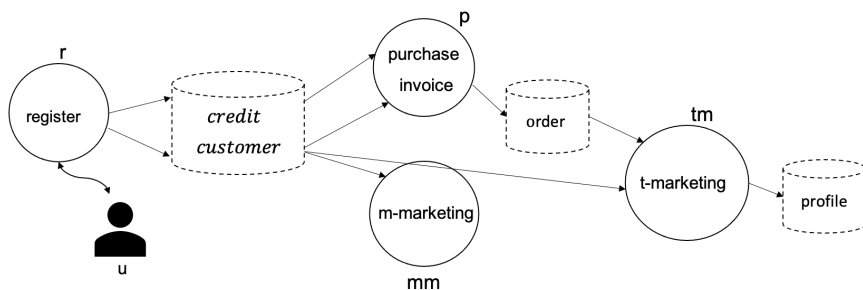 r
register
u
credit
customer
p
purchase
invoice
order
m-marketing
mm
tm
t-marketing
profile